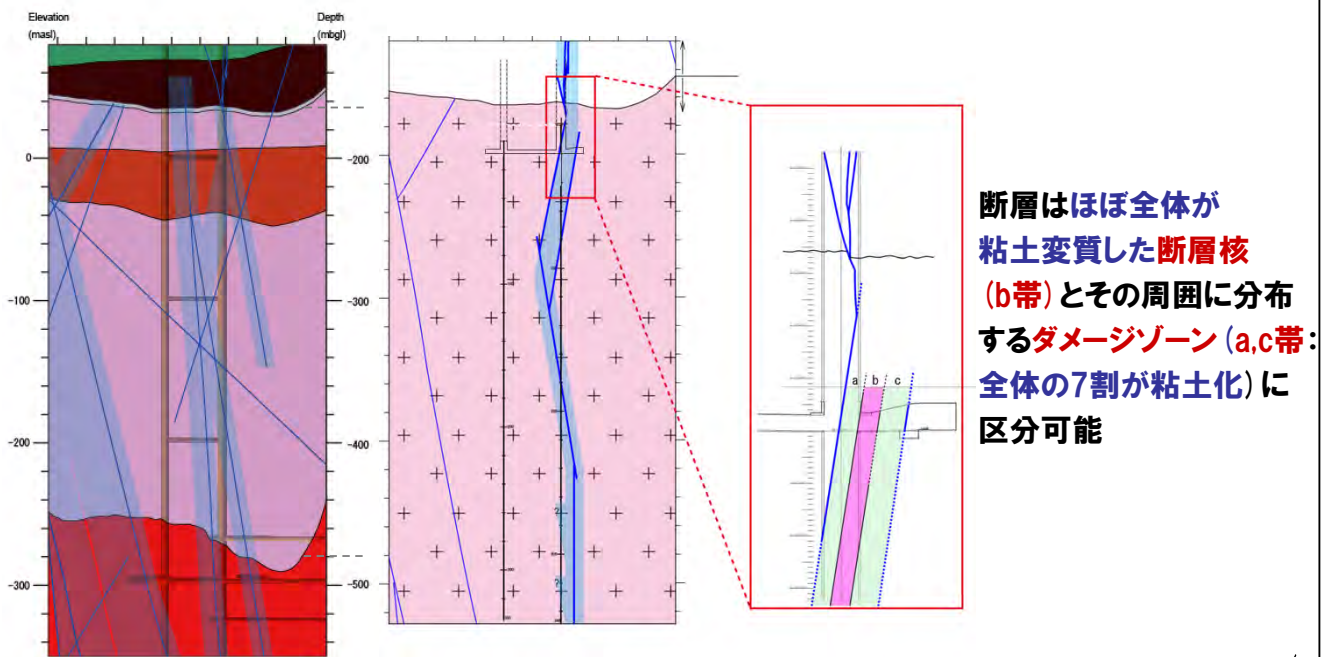 Elevation
(masl)
Depth
(mbgl)
0
-100
-200
-300
-200
-300
-400
-500
a
b
c
断層はほぼ全体が
粘土変質した断層核
(b帯)とその周囲に分布
するダメージゾーン(a,c帯:
全体の7割が粘土化)に
区分可能